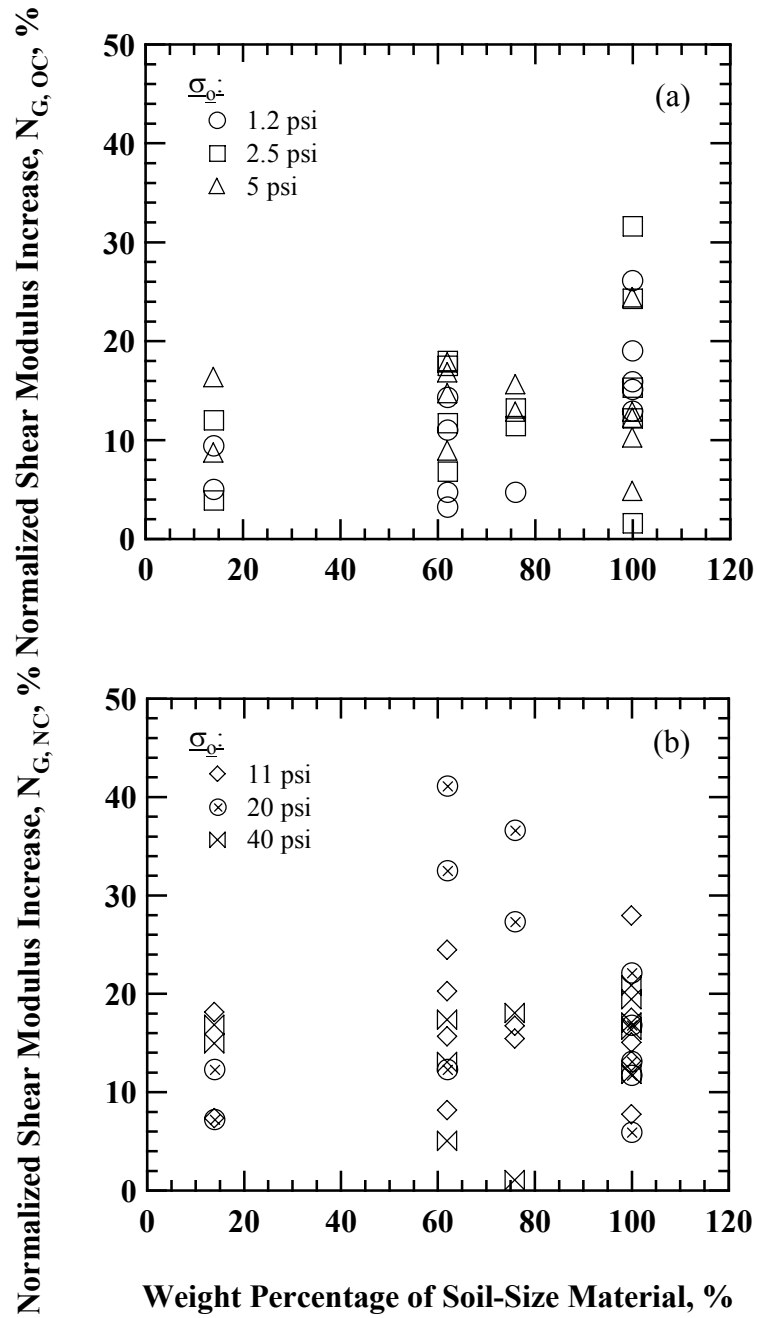 Normalized Shear Modulus Increase, N_G, NC, % Normalized Shear Modulus Increase, N_G, OC, %
50
40
30
20
10
0
σ₀:
1.2 psi
2.5 psi
5 psi
(a)
0 20 40 60 80 100 120
50
40
30
20
10
0
σ₀:
11 psi
20 psi
40 psi
(b)
0 20 40 60 80 100 120
Weight Percentage of Soil-Size Material, %